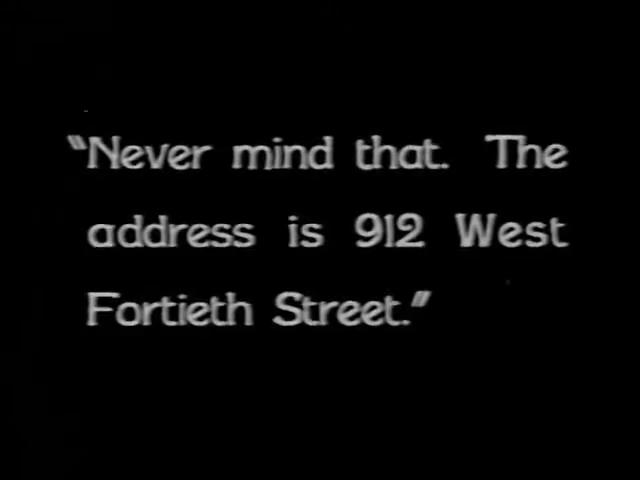 “Never mind that. The
address is 912 West
Fortieth Street.”